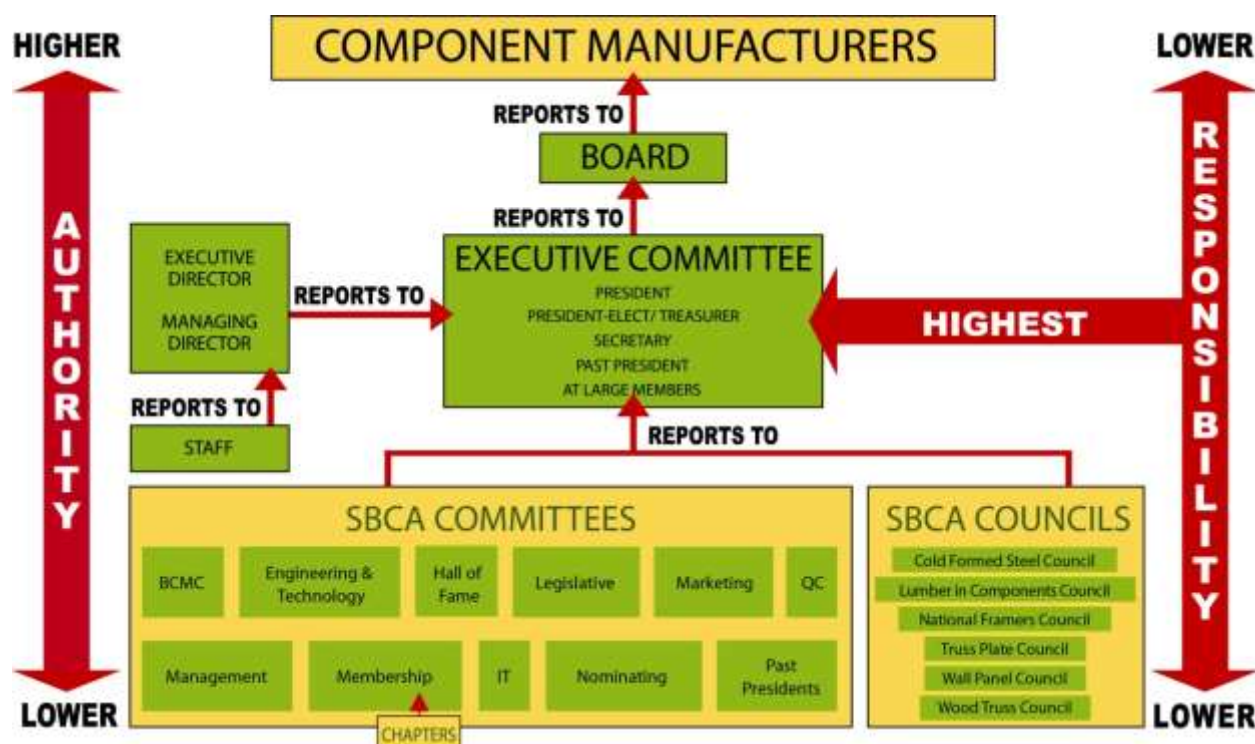 HIGHER
COMPONENT MANUFACTURERS
LOWER
REPORTS TO
BOARD
REPORTS TO
AUTHORITY
RESPONSIBILITY
EXECUTIVE
DIRECTOR
MANAGING
DIRECTOR
REPORTS TO
EXECUTIVE COMMITTEE
PRESIDENT
PRESIDENT-ELECT/ TREASURER
SECRETARY
PAST PRESIDENT
AT LARGE MEMBERS
HIGHEST
REPORTS TO
STAFF
REPORTS TO
SBCA COMMITTEES
BCMC
Engineering &
Technology
Hall of
Fame
Legislative
Marketing
QC
Management
Membership
IT
Nominating
Past
Presidents
CHAPTERS
SBCA COUNCILS
Cold Formed Steel Council
Lumber in Components Council
National Framers Council
Truss Plate Council
Wall Panel Council
Wood Truss Council
LOWER
LOWER